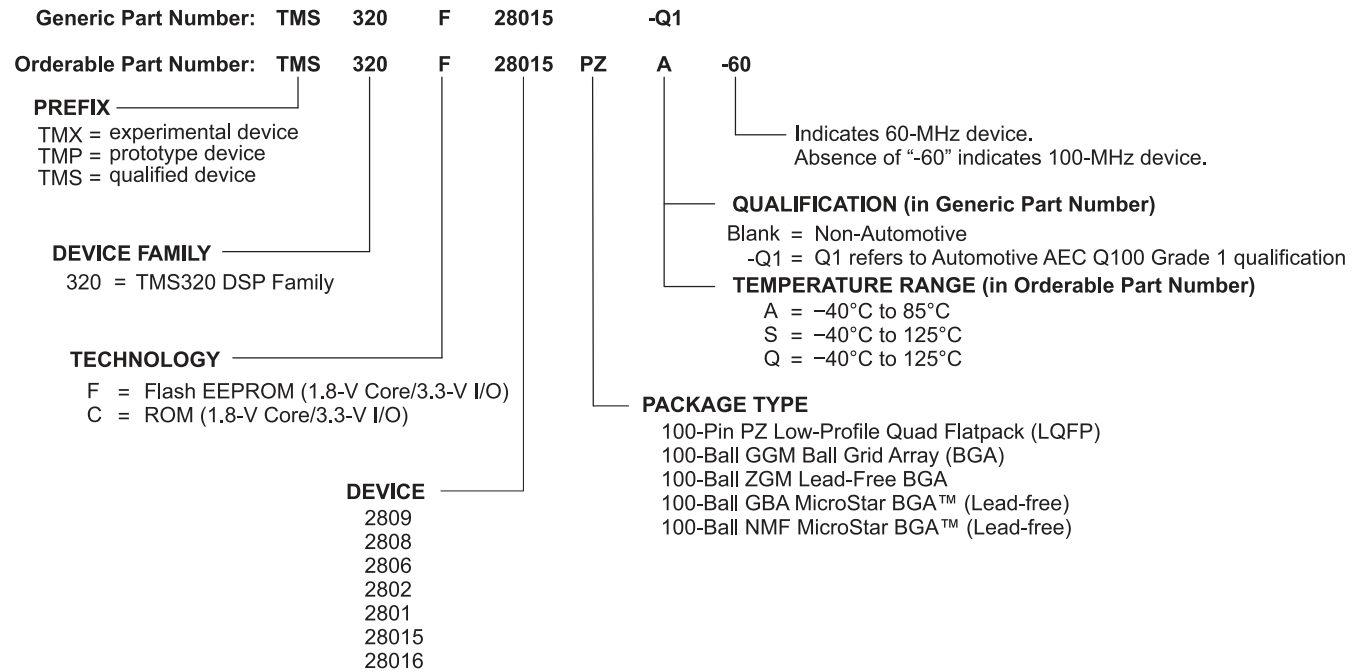 Generic Part Number: TMS 320 F 28015 -Q1
Orderable Part Number: TMS 320 F 28015 PZ A -60
PREFIX
TMX = experimental device
TMP = prototype device
TMS = qualified device
Indicates 60-MHz device.
Absence of “-60” indicates 100-MHz device.
QUALIFICATION (in Generic Part Number)
Blank = Non-Automotive
-Q1 = Q1 refers to Automotive AEC Q100 Grade 1 qualification
DEVICE FAMILY
320 = TMS320 DSP Family
TEMPERATURE RANGE (in Orderable Part Number)
A = −40°C to 85°C
S = −40°C to 125°C
Q = −40°C to 125°C
TECHNOLOGY
F = Flash EEPROM (1.8-V Core/3.3-V I/O)
C = ROM (1.8-V Core/3.3-V I/O)
PACKAGE TYPE
100-Pin PZ Low-Profile Quad Flatpack (LQFP)
100-Ball GGM Ball Grid Array (BGA)
100-Ball ZGM Lead-Free BGA
100-Ball GBA MicroStar BGA™ (Lead-free)
100-Ball NMF MicroStar BGA™ (Lead-free)
DEVICE
2809
2808
2806
2802
2801
28015
28016